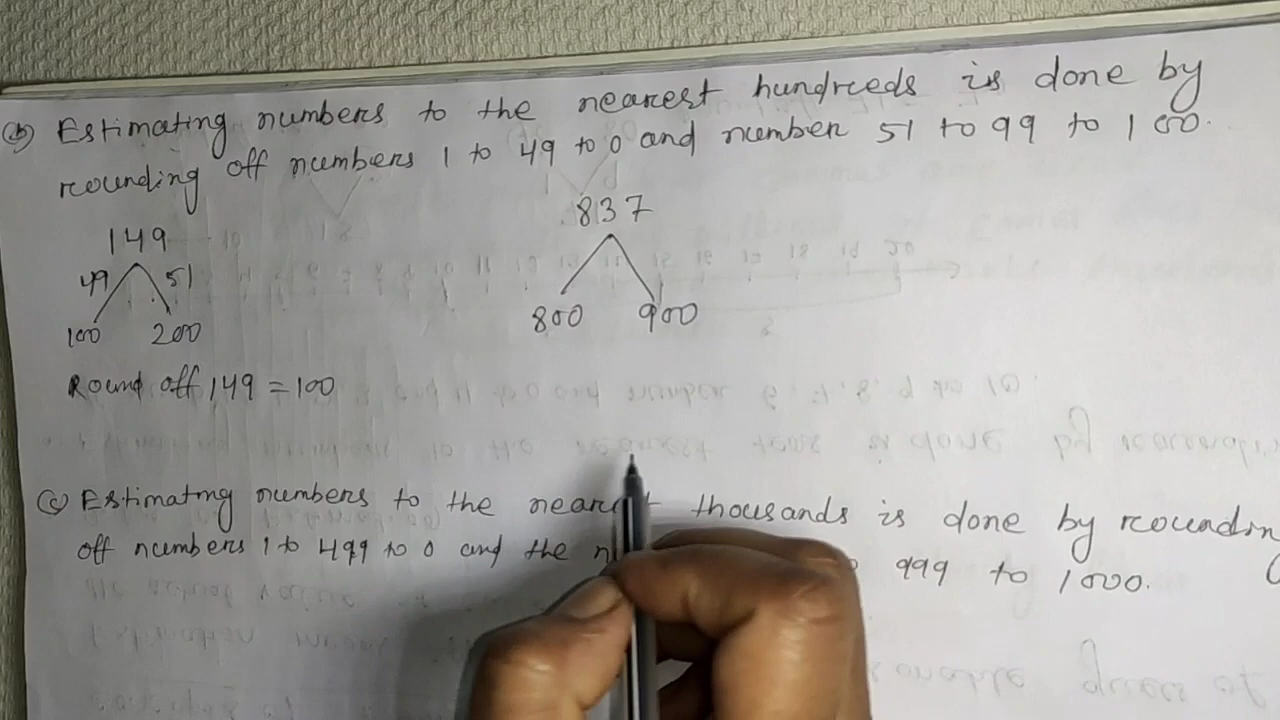 (b) Estimating numbers to the nearest hundreds is done by
rounding off numbers 1 to 49 to 0 and number 51 to 99 to 100.
149
837
49 51
100 200
800 900
Round off 149 = 100
(c) Estimating numbers to the nearest thousands is done by roundin
off numbers 1 to 499 to 0 and the 999 to 1000.